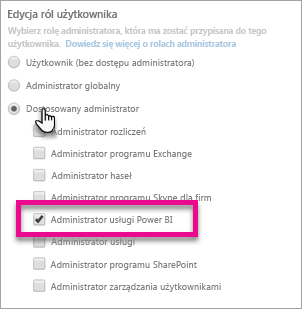 Edycja ról użytkownika
Wybierz rolę administratora, która ma zostać przypisana do tego
użytkownika. Dowiedz się więcej o rolach administratora
Użytkownik (bez dostępu administratora)
Administrator globalny
Dostosowany administrator
Administrator rozliczeń
Administrator programu Exchange
Administrator haseł
Administrator programu Skype dla firm
Administrator usługi Power BI
Administrator usługi
Administrator programu SharePoint
Administrator zarządzania użytkownikami